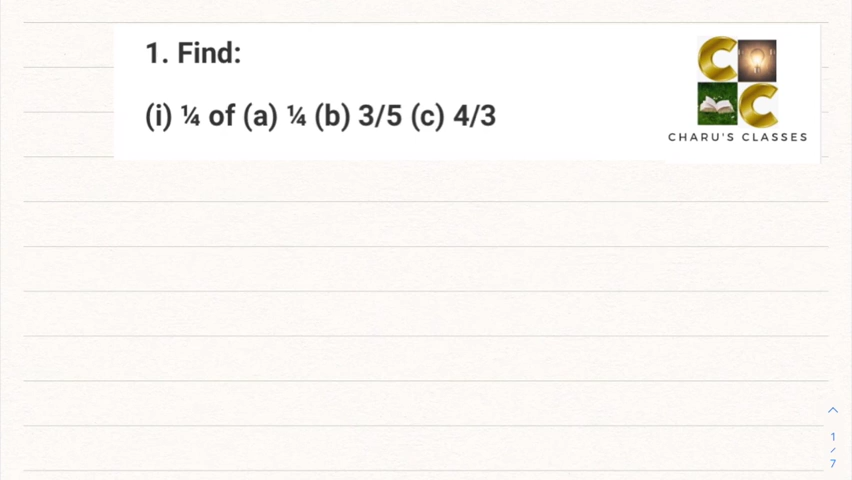 1. Find:
(i) ¼ of (a) ¼ (b) 3/5 (c) 4/3
C C
C
CHARU'S CLASSES
1
/
7